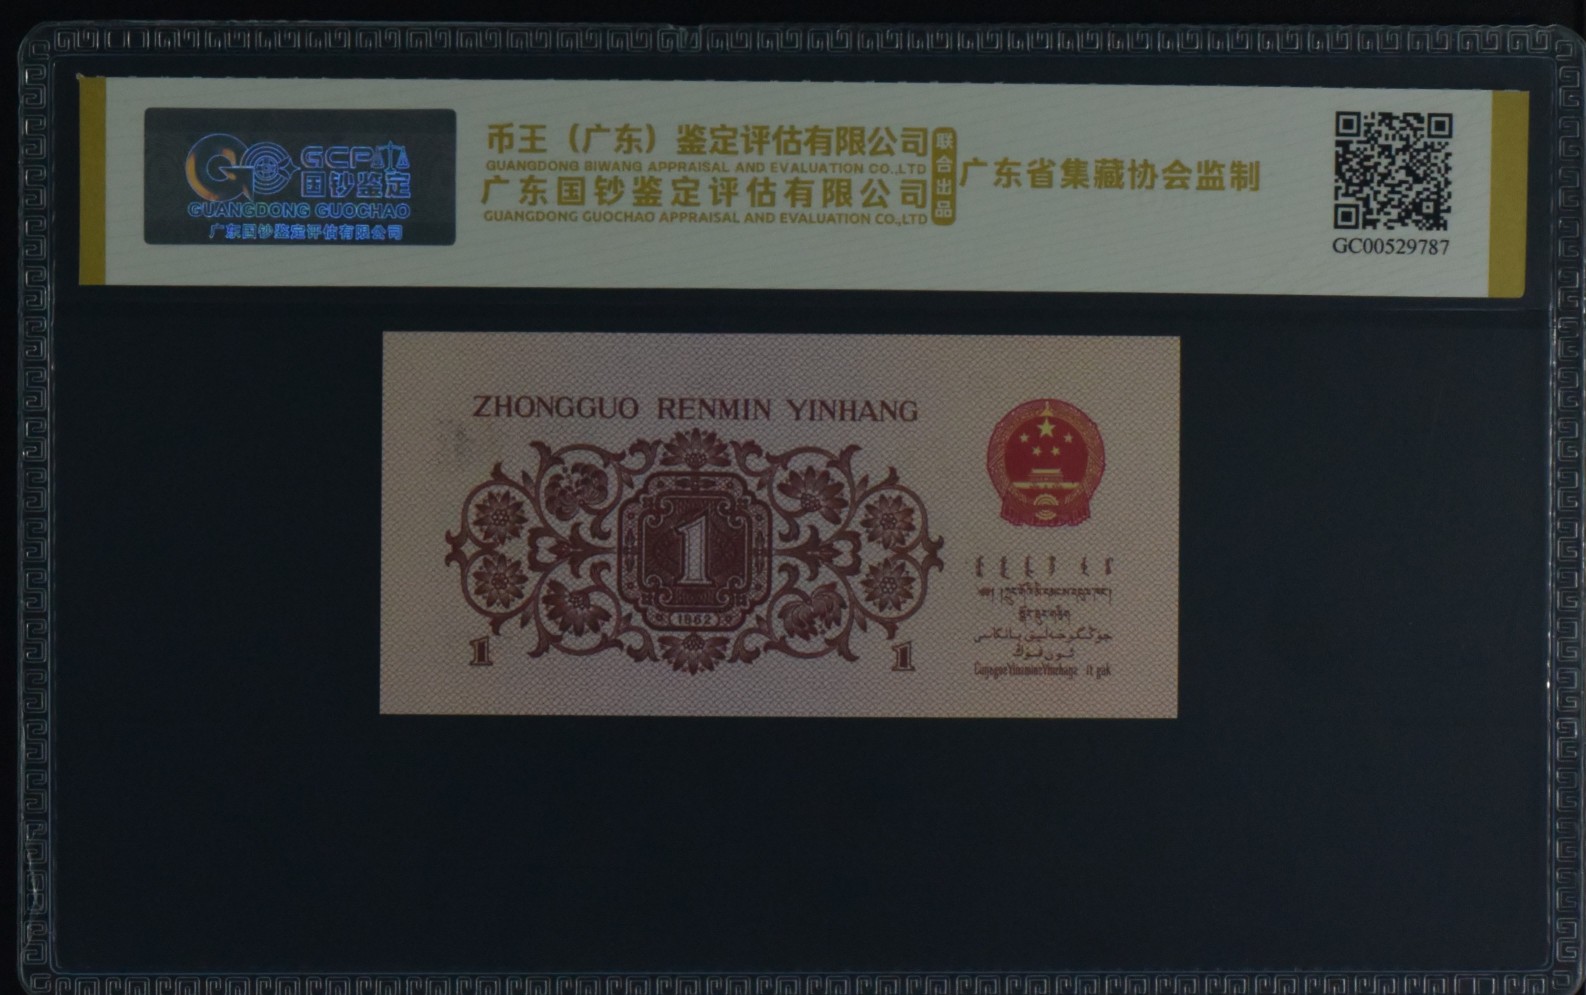 GCP
国钞鉴定
GUANGDONG GUOCHAO
广东国钞鉴定评估有限公司
币王（广东）鉴定评估有限公司
GUANGDONG BIWANG APPRAISAL AND EVALUATION CO.,LTD
广东国钞鉴定评估有限公司
GUANGDONG GUOCHAO APPRAISAL AND EVALUATION CO.,LTD
联合出品
广东省集藏协会监制
GC00529787
ZHONGGUO RENMIN YINHANG
1
1962
1
1